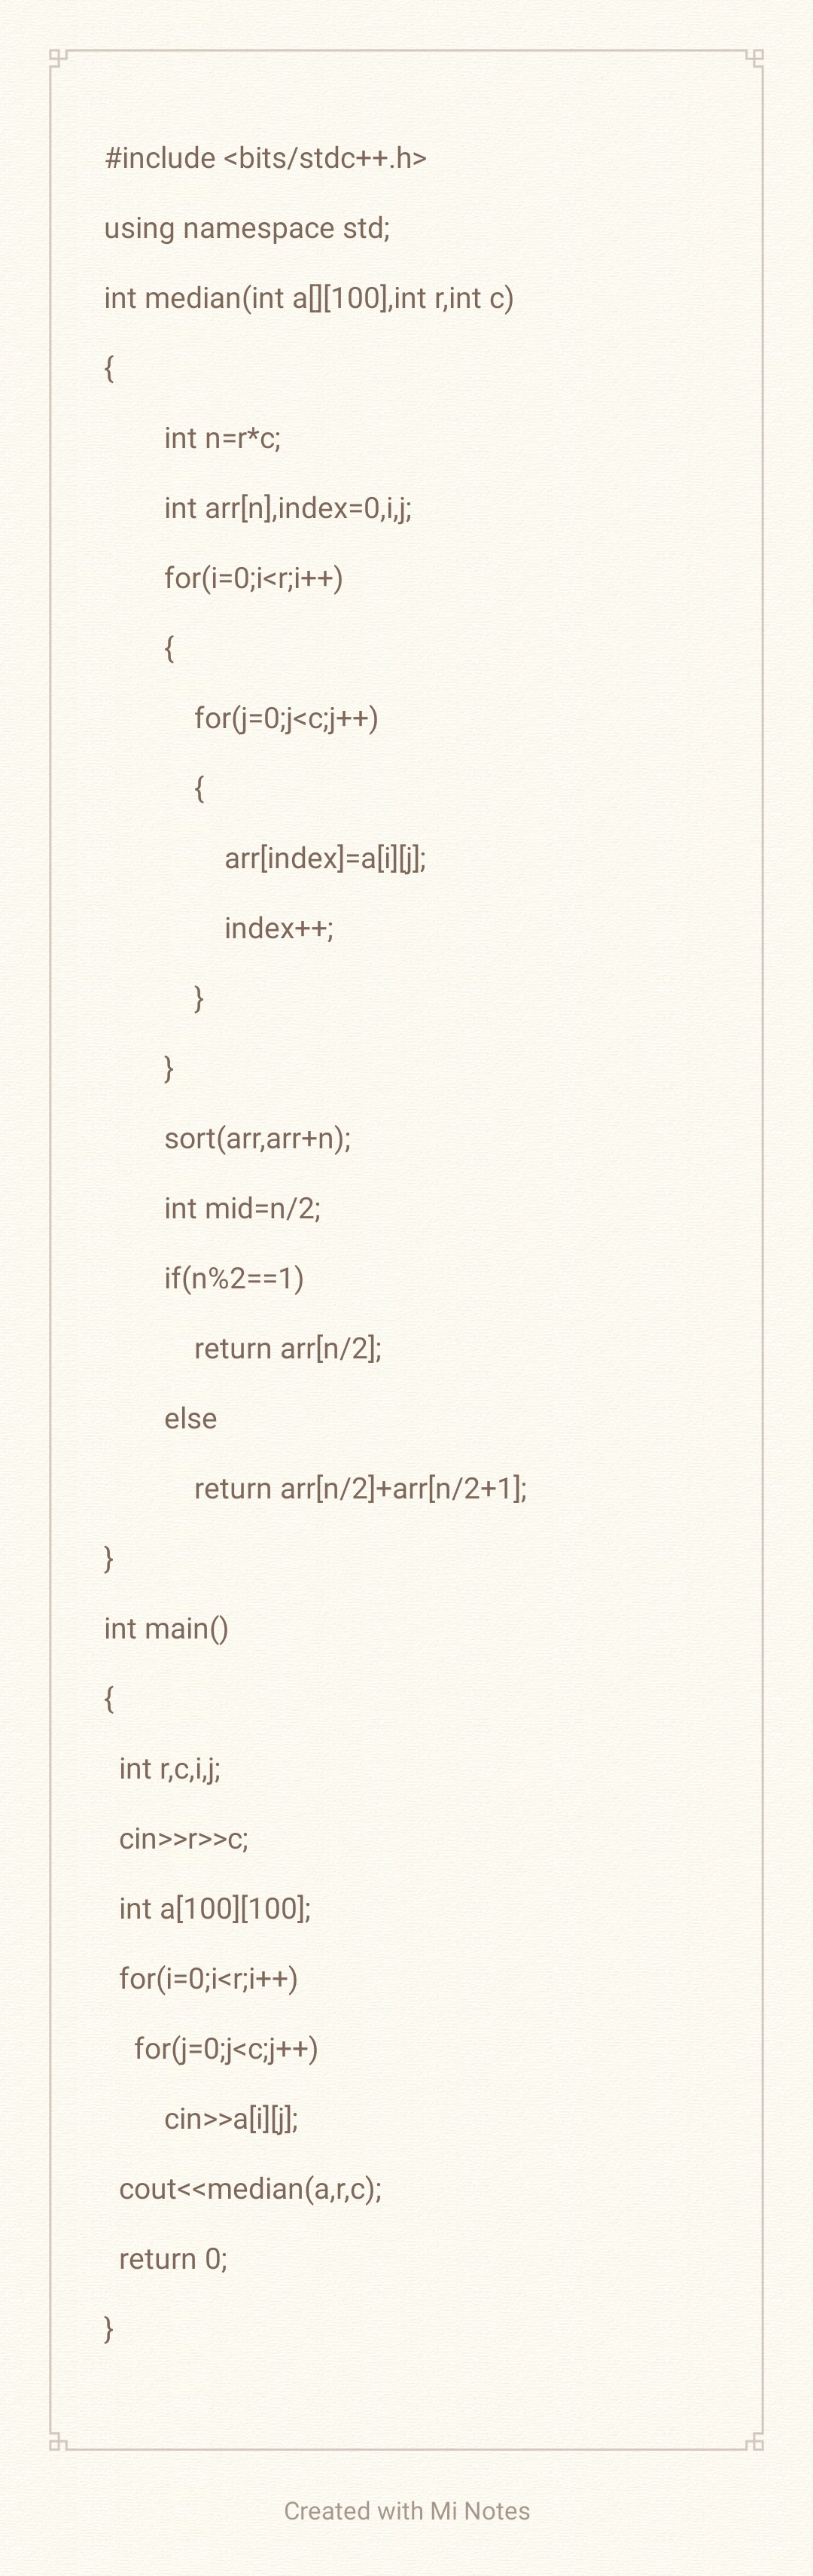 #include <bits/stdc++.h>
using namespace std;
int median(int a[][100],int r,int c)
{
int n=r*c;
int arr[n],index=0,i,j;
for(i=0;i<r;i++)
{
for(j=0;j<c;j++)
{
arr[index]=a[i][j];
index++;
}
}
sort(arr,arr+n);
int mid=n/2;
if(n%2==1)
return arr[n/2];
else
return arr[n/2]+arr[n/2+1];
}
int main()
{
int r,c,i,j;
cin>>r>>c;
int a[100][100];
for(i=0;i<r;i++)
for(j=0;j<c;j++)
cin>>a[i][j];
cout<<median(a,r,c);
return 0;
}
Created with Mi Notes